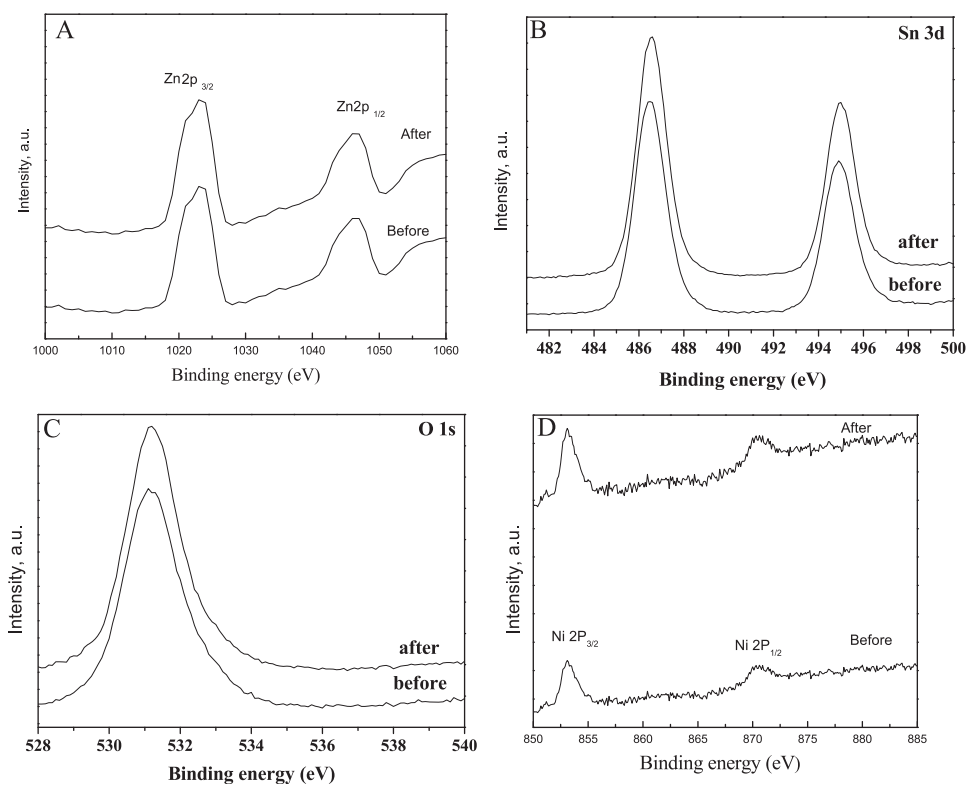 A
Zn2p 3/2
Zn2p 1/2
After
Before
Intensity, a.u.
1000 1010 1020 1030 1040 1050 1060
Binding energy (eV)
B
Sn 3d
after
before
Intensity, a.u.
482 484 486 488 490 492 494 496 498 500
Binding energy (eV)
C
O 1s
after
before
Intensity, a.u.
528 530 532 534 536 538 540
Binding energy (eV)
D
After
Ni 2P3/2
Ni 2P1/2
Before
Intensity, a.u.
850 855 860 865 870 875 880 885
Binding energy (eV)